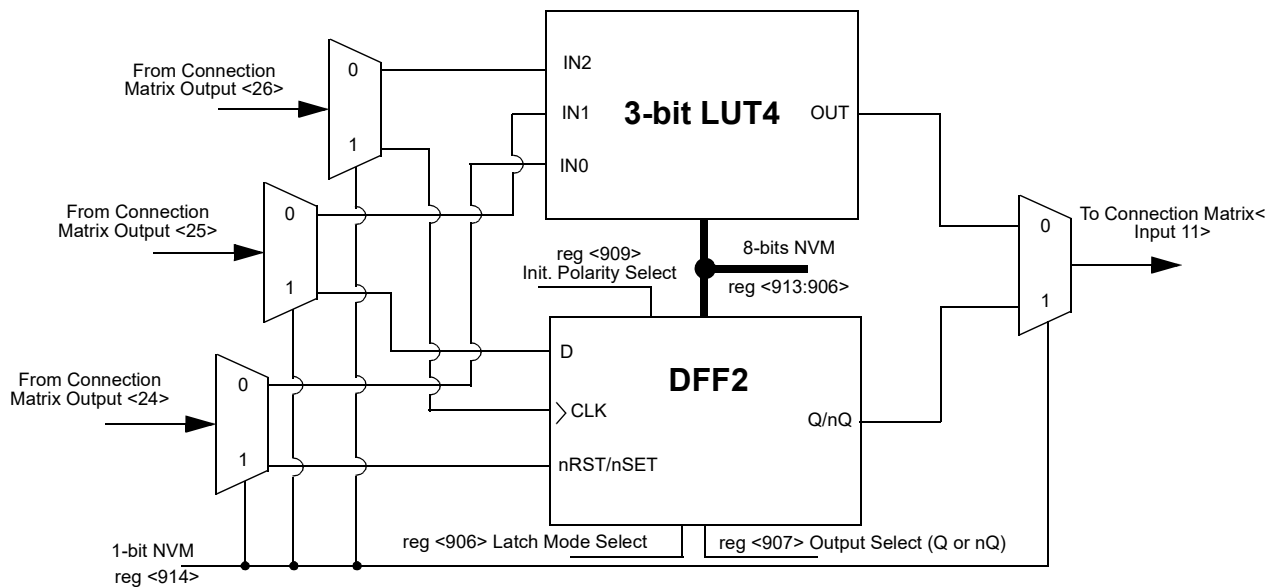 From Connection
Matrix Output <26>
0
1
IN2
IN1
IN0
3-bit LUT4
OUT
From Connection
Matrix Output <25>
0
1
0
1
To Connection Matrix<
Input 11>
8-bits NVM
reg <913:906>
reg <909>
Init. Polarity Select
From Connection
Matrix Output <24>
0
1
D
CLK
nRST/nSET
DFF2
Q/nQ
reg <906> Latch Mode Select
reg <907> Output Select (Q or nQ)
1-bit NVM
reg <914>